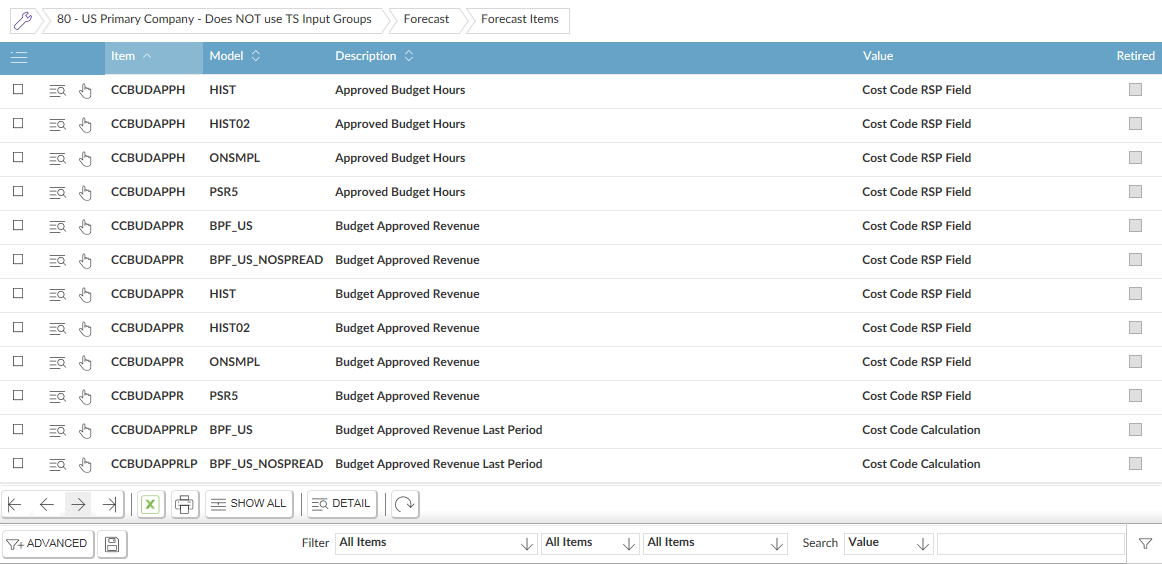 80 - US Primary Company - Does NOT use TS Input Groups Forecast Forecast Items
Item Model Description Value Retired
CCBUDAPPH HIST Approved Budget Hours Cost Code RSP Field
CCBUDAPPH HIST02 Approved Budget Hours Cost Code RSP Field
CCBUDAPPH ONSMPL Approved Budget Hours Cost Code RSP Field
CCBUDAPPH PSR5 Approved Budget Hours Cost Code RSP Field
CCBUDAPPR BPF_US Budget Approved Revenue Cost Code RSP Field
CCBUDAPPR BPF_US_NOSPREAD Budget Approved Revenue Cost Code RSP Field
CCBUDAPPR HIST Budget Approved Revenue Cost Code RSP Field
CCBUDAPPR HIST02 Budget Approved Revenue Cost Code RSP Field
CCBUDAPPR ONSMPL Budget Approved Revenue Cost Code RSP Field
CCBUDAPPR PSR5 Budget Approved Revenue Cost Code RSP Field
CCBUDAPPRLP BPF_US Budget Approved Revenue Last Period Cost Code Calculation
CCBUDAPPRLP BPF_US_NOSPREAD Budget Approved Revenue Last Period Cost Code Calculation
X SHOW ALL DETAIL
ADVANCED Filter All Items All Items All Items Search Value